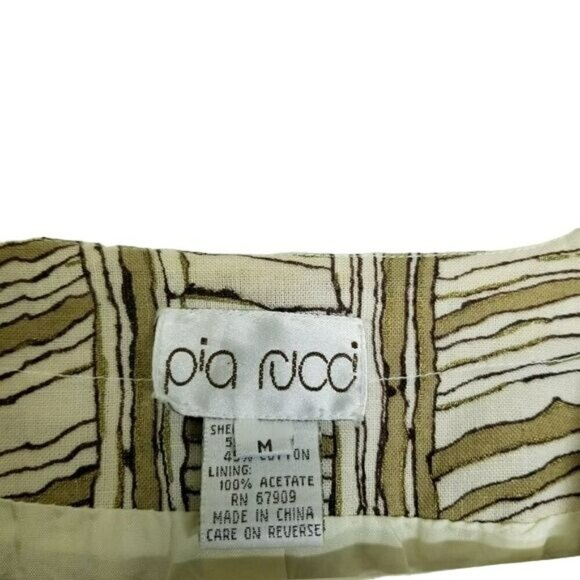 pia rucci
M
COTTON
LINING:
100% ACETATE
RN 67909
MADE IN CHINA
CARE ON REVERSE